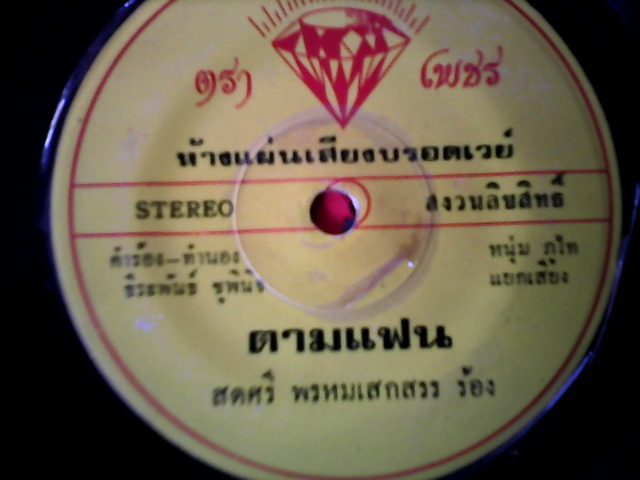 ตรา เพชร
ห้างแผ่นเสียงบรอดเวย์
STEREO สงวนลิขสิทธิ์
คำร้อง-ทำนอง หนุ่ม ภูไท
ธีระพันธ์ ชูพินิจ แยกเสียง
ตามแฟน
สดศรี พรหมเสกสรร ร้อง